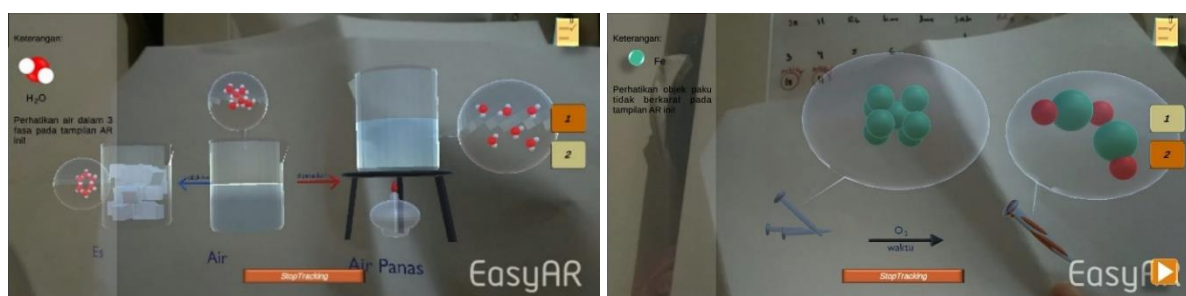 Keterangan:
H₂O
Perhatikan air dalam 3
fasa pada tampilan AR
ini!
1
2
Es
Air
Air Panas
StopTracking
EasyAR
Keterangan:
Fe
Perhatikan objek paku
tidak berkarat pada
tampilan AR ini!
1
2
O₂
waktu
StopTracking
EasyAR